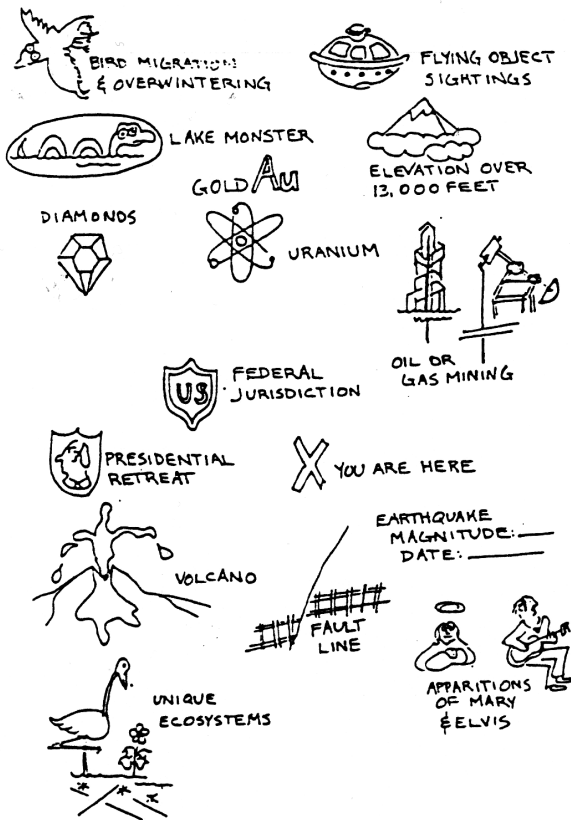 BIRD MIGRATION
& OVERWINTERING
FLYING OBJECT
SIGHTINGS
LAKE MONSTER
ELEVATION OVER
13,000 FEET
GOLD Au
DIAMONDS
URANIUM
OIL OR
GAS MINING
US
FEDERAL
JURISDICTION
PRESIDENTIAL
RETREAT
X YOU ARE HERE
EARTHQUAKE
MAGNITUDE:
DATE:
VOLCANO
FAULT
LINE
APPARITIONS
OF MARY
& ELVIS
UNIQUE
ECOSYSTEMS